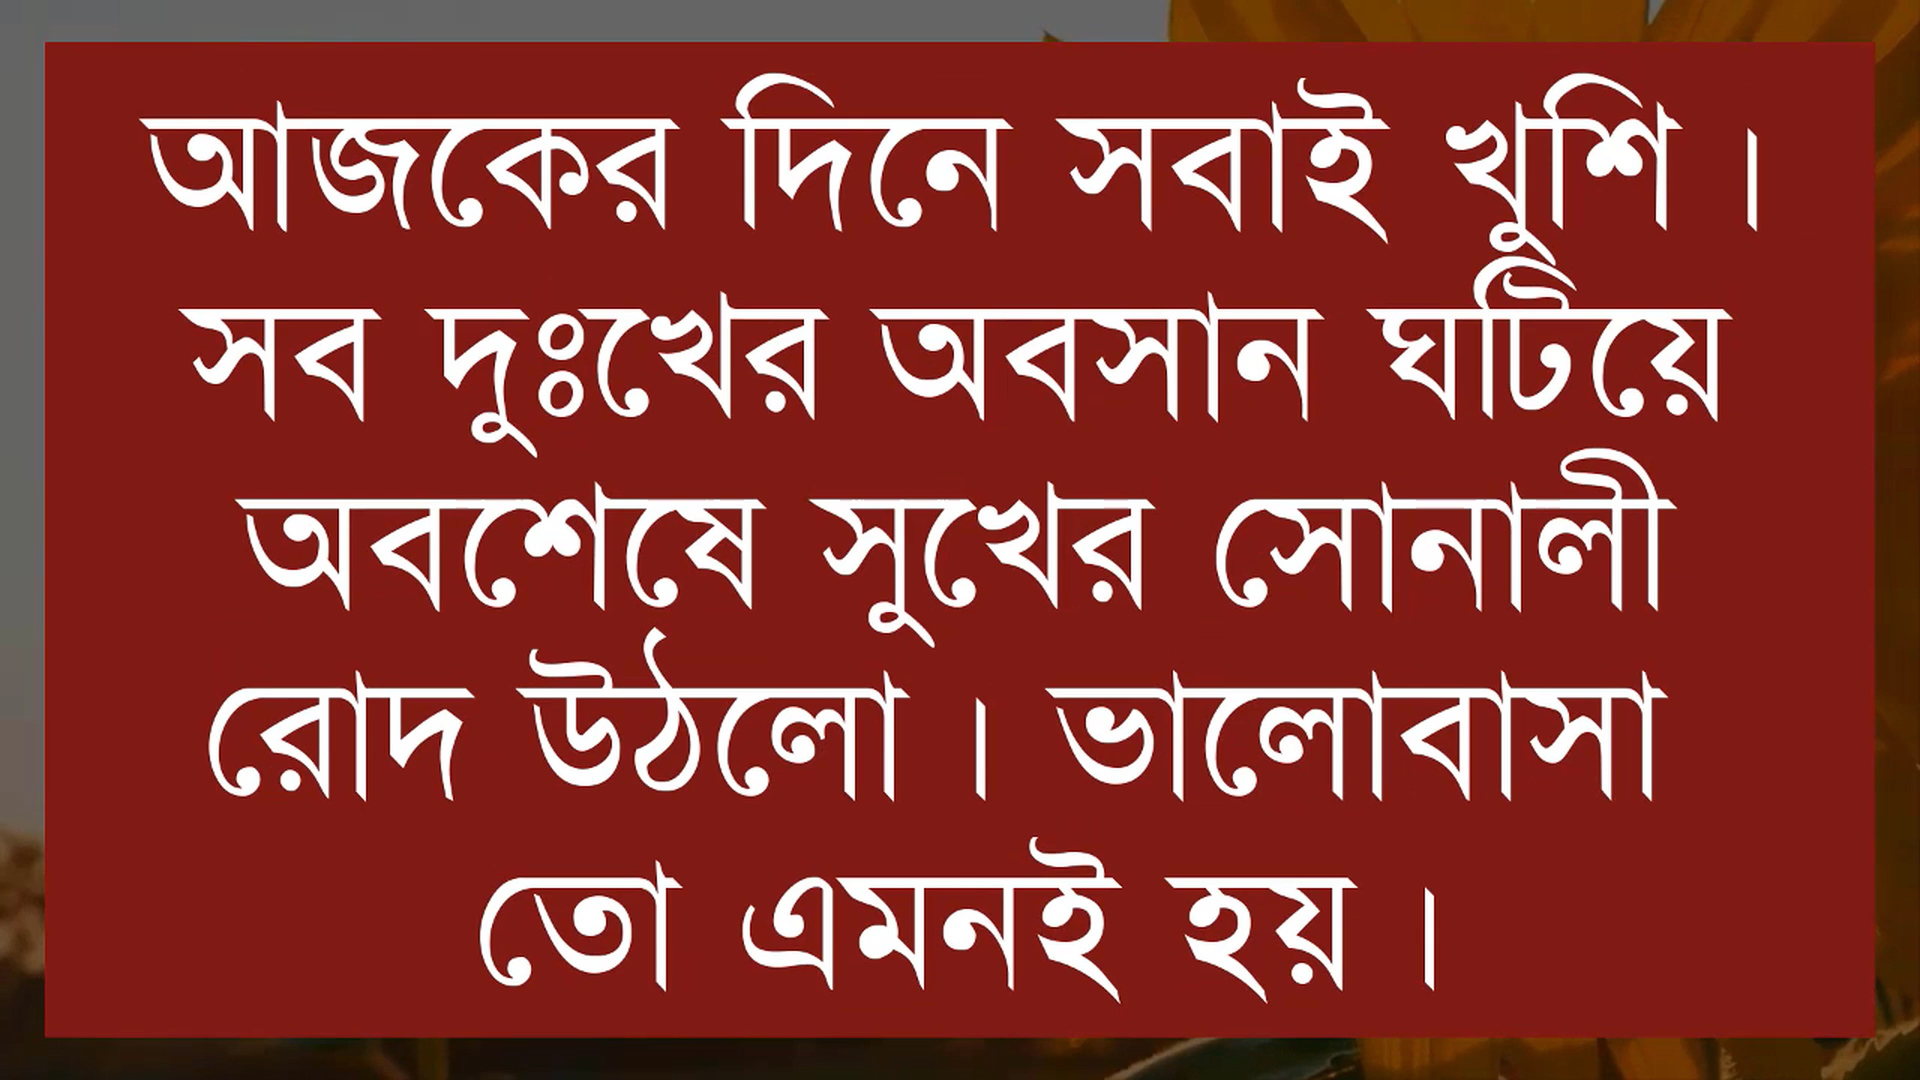 আজকের দিনে সবাই খুশি ।
সব দুঃখের অবসান ঘটিয়ে
অবশেষে সুখের সোনালী
রোদ উঠলো । ভালোবাসা
তো এমনই হয় ।